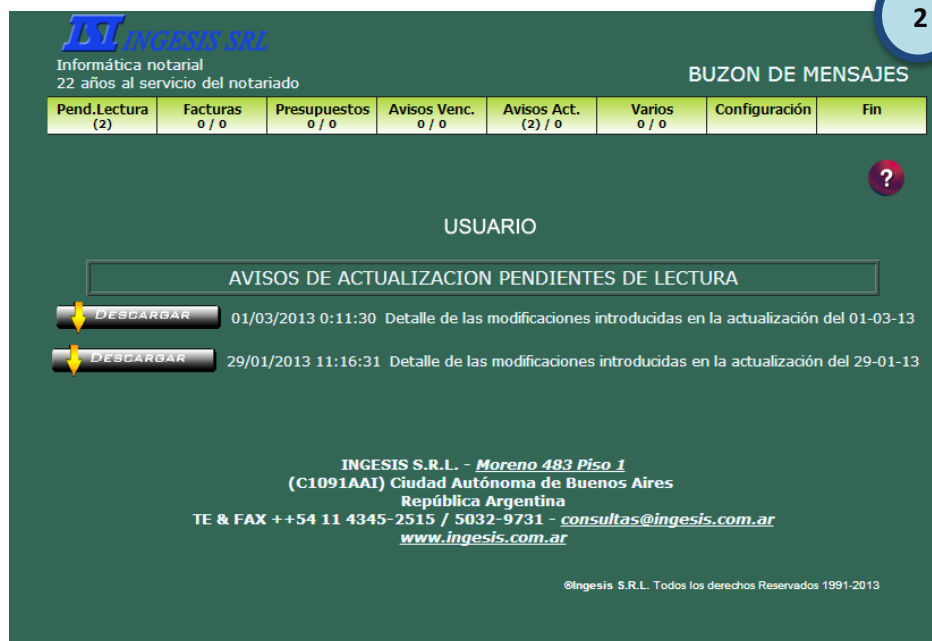 2
ISI INGESIS SRL
Informática notarial
22 años al servicio del notariado
BUZON DE MENSAJES
Pend.Lectura (2)
Facturas 0 / 0
Presupuestos 0 / 0
Avisos Venc. 0 / 0
Avisos Act. (2) / 0
Varios 0 / 0
Configuración
Fin
?
USUARIO
AVISOS DE ACTUALIZACION PENDIENTES DE LECTURA
DESCARGAR 01/03/2013 0:11:30 Detalle de las modificaciones introducidas en la actualización del 01-03-13
DESCARGAR 29/01/2013 11:16:31 Detalle de las modificaciones introducidas en la actualización del 29-01-13
INGESIS S.R.L. - Moreno 483 Piso 1
(C1091AAI) Ciudad Autónoma de Buenos Aires
República Argentina
TE & FAX ++54 11 4345-2515 / 5032-9731 - consultas@ingesis.com.ar
www.ingesis.com.ar
®Ingesis S.R.L. Todos los derechos Reservados 1991-2013